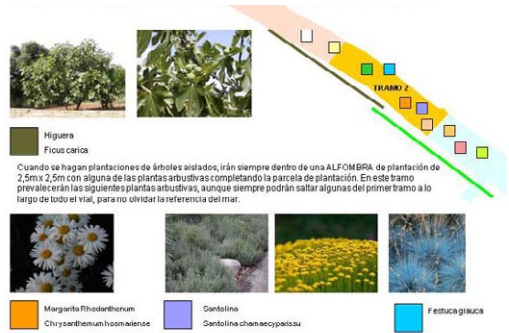 TRAMO 2
Higuera
Ficus carica
Cuando se hagan plantaciones de árboles aislados, irán siempre dentro de una ALFOMBRA de plantación de
2,5m x 2,5m con alguna de las plantas arbustivas completando la parcela de plantación. En este tramo
prevalecerán las siguientes plantas arbustivas, aunque siempre podrán saltar algunas del primer tramo a lo
largo de todo el vial, para no olvidar la referencia del mar.
Margarita Rhodanthonum
Chrysanthemum hosmariense
Santolina
Santolina chamaecyparissu
Festuca glauca